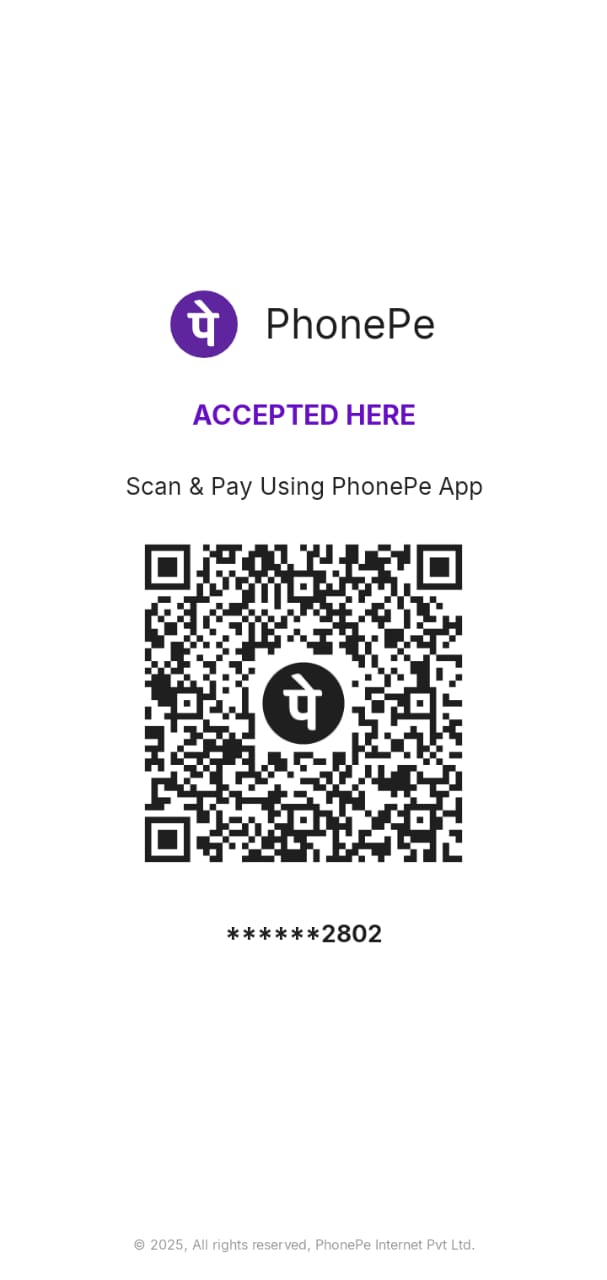 पे PhonePe
ACCEPTED HERE
Scan & Pay Using PhonePe App
पे
******2802
© 2025, All rights reserved, PhonePe Internet Pvt Ltd.